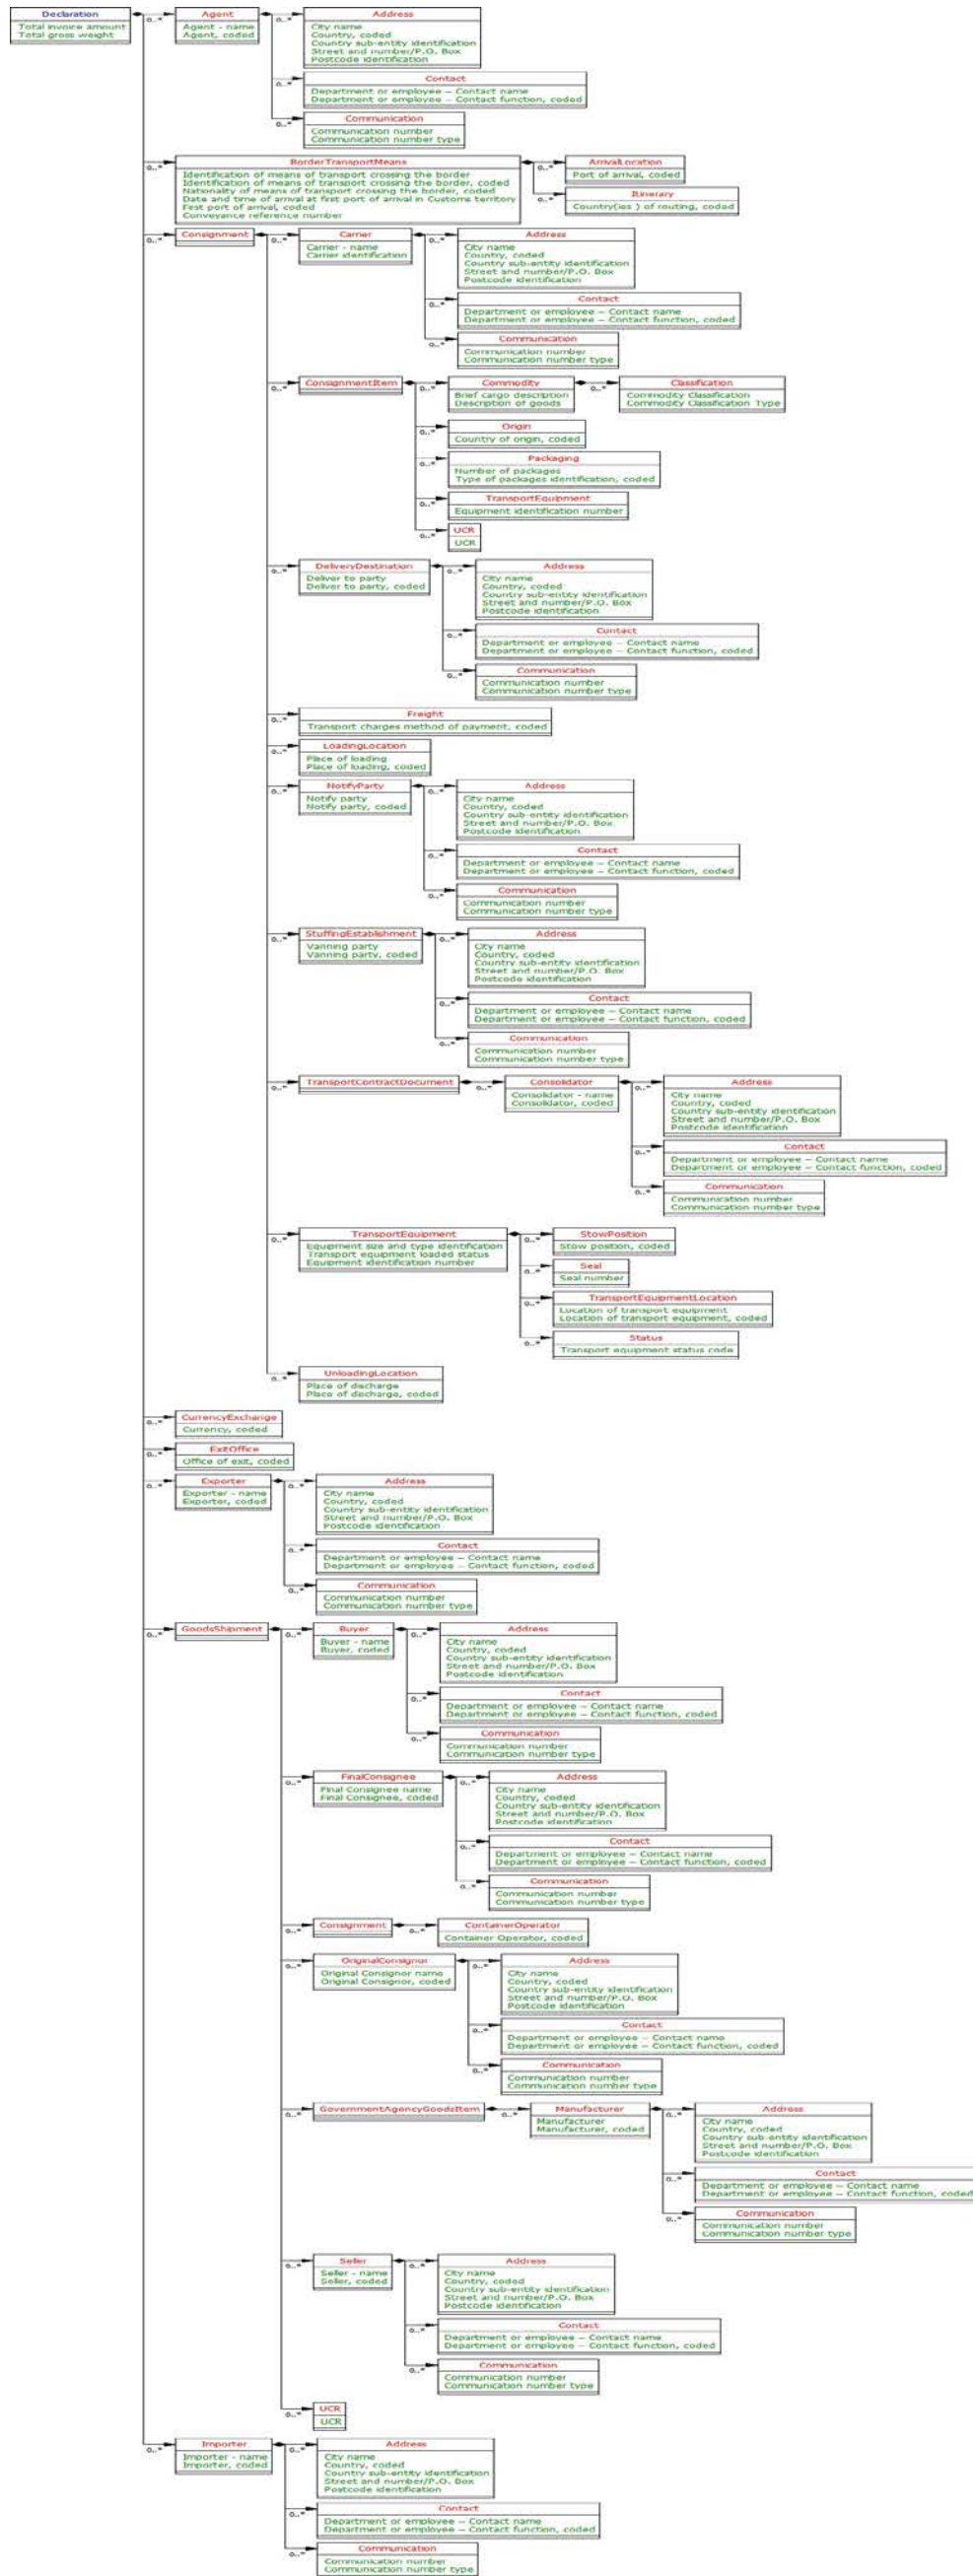 Declaration
Total invoice amount
Total gross weight
0..*
Agent
Agent - name
Agent, coded
0..*
Address
City name
Country, coded
Country sub-entity identification
Street and number/P.O. Box
Postcode identification
0..*
Contact
Department or employee – Contact name
Department or employee – Contact function, coded
0..*
Communication
Communication number
Communication number type
0..*
BorderTransportMeans
Identification of means of transport crossing the border
Identification of means of transport crossing the border, coded
Nationality of means of transport crossing the border, coded
Date and time of arrival at first port of arrival in Customs territory
First port of arrival, coded
Conveyance reference number
0..*
ArrivalLocation
Port of arrival, coded
0..*
Itinerary
Country(ies ) of routing, coded
0..*
Consignment
0..*
Carrier
Carrier - name
Carrier identification
0..*
Address
City name
Country, coded
Country sub-entity identification
Street and number/P.O. Box
Postcode identification
0..*
Contact
Department or employee – Contact name
Department or employee – Contact function, coded
0..*
Communication
Communication number
Communication number type
0..*
ConsignmentItem
0..*
Commodity
Brief cargo description
Description of goods
0..*
Classification
Commodity Classification
Commodity Classification Type
0..*
Origin
Country of origin, coded
0..*
Packaging
Number of packages
Type of packages identification, coded
0..*
TransportEquipment
Equipment identification number
0..*
UCR
UCR
0..*
DeliveryDestination
Deliver to party
Deliver to party, coded
0..*
Address
City name
Country, coded
Country sub-entity identification
Street and number/P.O. Box
Postcode identification
0..*
Contact
Department or employee – Contact name
Department or employee – Contact function, coded
0..*
Communication
Communication number
Communication number type
0..*
Freight
Transport charges method of payment, coded
0..*
LoadingLocation
Place of loading
Place of loading, coded
0..*
NotifyParty
Notify party
Notify party, coded
0..*
Address
City name
Country, coded
Country sub-entity identification
Street and number/P.O. Box
Postcode identification
0..*
Contact
Department or employee – Contact name
Department or employee – Contact function, coded
0..*
Communication
Communication number
Communication number type
0..*
StuffingEstablishment
Vanning party
Vanning party, coded
0..*
Address
City name
Country, coded
Country sub-entity identification
Street and number/P.O. Box
Postcode identification
0..*
Contact
Department or employee – Contact name
Department or employee – Contact function, coded
0..*
Communication
Communication number
Communication number type
0..*
TransportContractDocument
0..*
Consolidator
Consolidator - name
Consolidator, coded
0..*
Address
City name
Country, coded
Country sub-entity identification
Street and number/P.O. Box
Postcode identification
0..*
Contact
Department or employee – Contact name
Department or employee – Contact function, coded
0..*
Communication
Communication number
Communication number type
0..*
TransportEquipment
Equipment size and type identification
Transport equipment loaded status
Equipment identification number
0..*
StowPosition
Stow position, coded
0..*
Seal
Seal number
0..*
TransportEquipmentLocation
Location of transport equipment
Location of transport equipment, coded
0..*
Status
Transport equipment status code
0..*
UnloadingLocation
Place of discharge
Place of discharge, coded
0..*
CurrencyExchange
Currency, coded
0..*
ExitOffice
Office of exit, coded
0..*
Exporter
Exporter - name
Exporter, coded
0..*
Address
City name
Country, coded
Country sub-entity identification
Street and number/P.O. Box
Postcode identification
0..*
Contact
Department or employee – Contact name
Department or employee – Contact function, coded
0..*
Communication
Communication number
Communication number type
0..*
GoodsShipment
0..*
Buyer
Buyer - name
Buyer, coded
0..*
Address
City name
Country, coded
Country sub-entity identification
Street and number/P.O. Box
Postcode identification
0..*
Contact
Department or employee – Contact name
Department or employee – Contact function, coded
0..*
Communication
Communication number
Communication number type
0..*
FinalConsignee
Final Consignee name
Final Consignee, coded
0..*
Address
City name
Country, coded
Country sub-entity identification
Street and number/P.O. Box
Postcode identification
0..*
Contact
Department or employee – Contact name
Department or employee – Contact function, coded
0..*
Communication
Communication number
Communication number type
0..*
Consignment
0..*
ContainerOperator
Container Operator, coded
0..*
OriginalConsignor
Original Consignor name
Original Consignor, coded
0..*
Address
City name
Country, coded
Country sub-entity identification
Street and number/P.O. Box
Postcode identification
0..*
Contact
Department or employee – Contact name
Department or employee – Contact function, coded
0..*
Communication
Communication number
Communication number type
0..*
GovernmentAgencyGoodsItem
0..*
Manufacturer
Manufacturer
Manufacturer, coded
0..*
Address
City name
Country, coded
Country sub-entity identification
Street and number/P.O. Box
Postcode identification
0..*
Contact
Department or employee – Contact name
Department or employee – Contact function, coded
0..*
Communication
Communication number
Communication number type
0..*
Seller
Seller - name
Seller, coded
0..*
Address
City name
Country, coded
Country sub-entity identification
Street and number/P.O. Box
Postcode identification
0..*
Contact
Department or employee – Contact name
Department or employee – Contact function, coded
0..*
Communication
Communication number
Communication number type
0..*
UCR
UCR
0..*
Importer
Importer - name
Importer, coded
0..*
Address
City name
Country, coded
Country sub-entity identification
Street and number/P.O. Box
Postcode identification
0..*
Contact
Department or employee – Contact name
Department or employee – Contact function, coded
0..*
Communication
Communication number
Communication number type